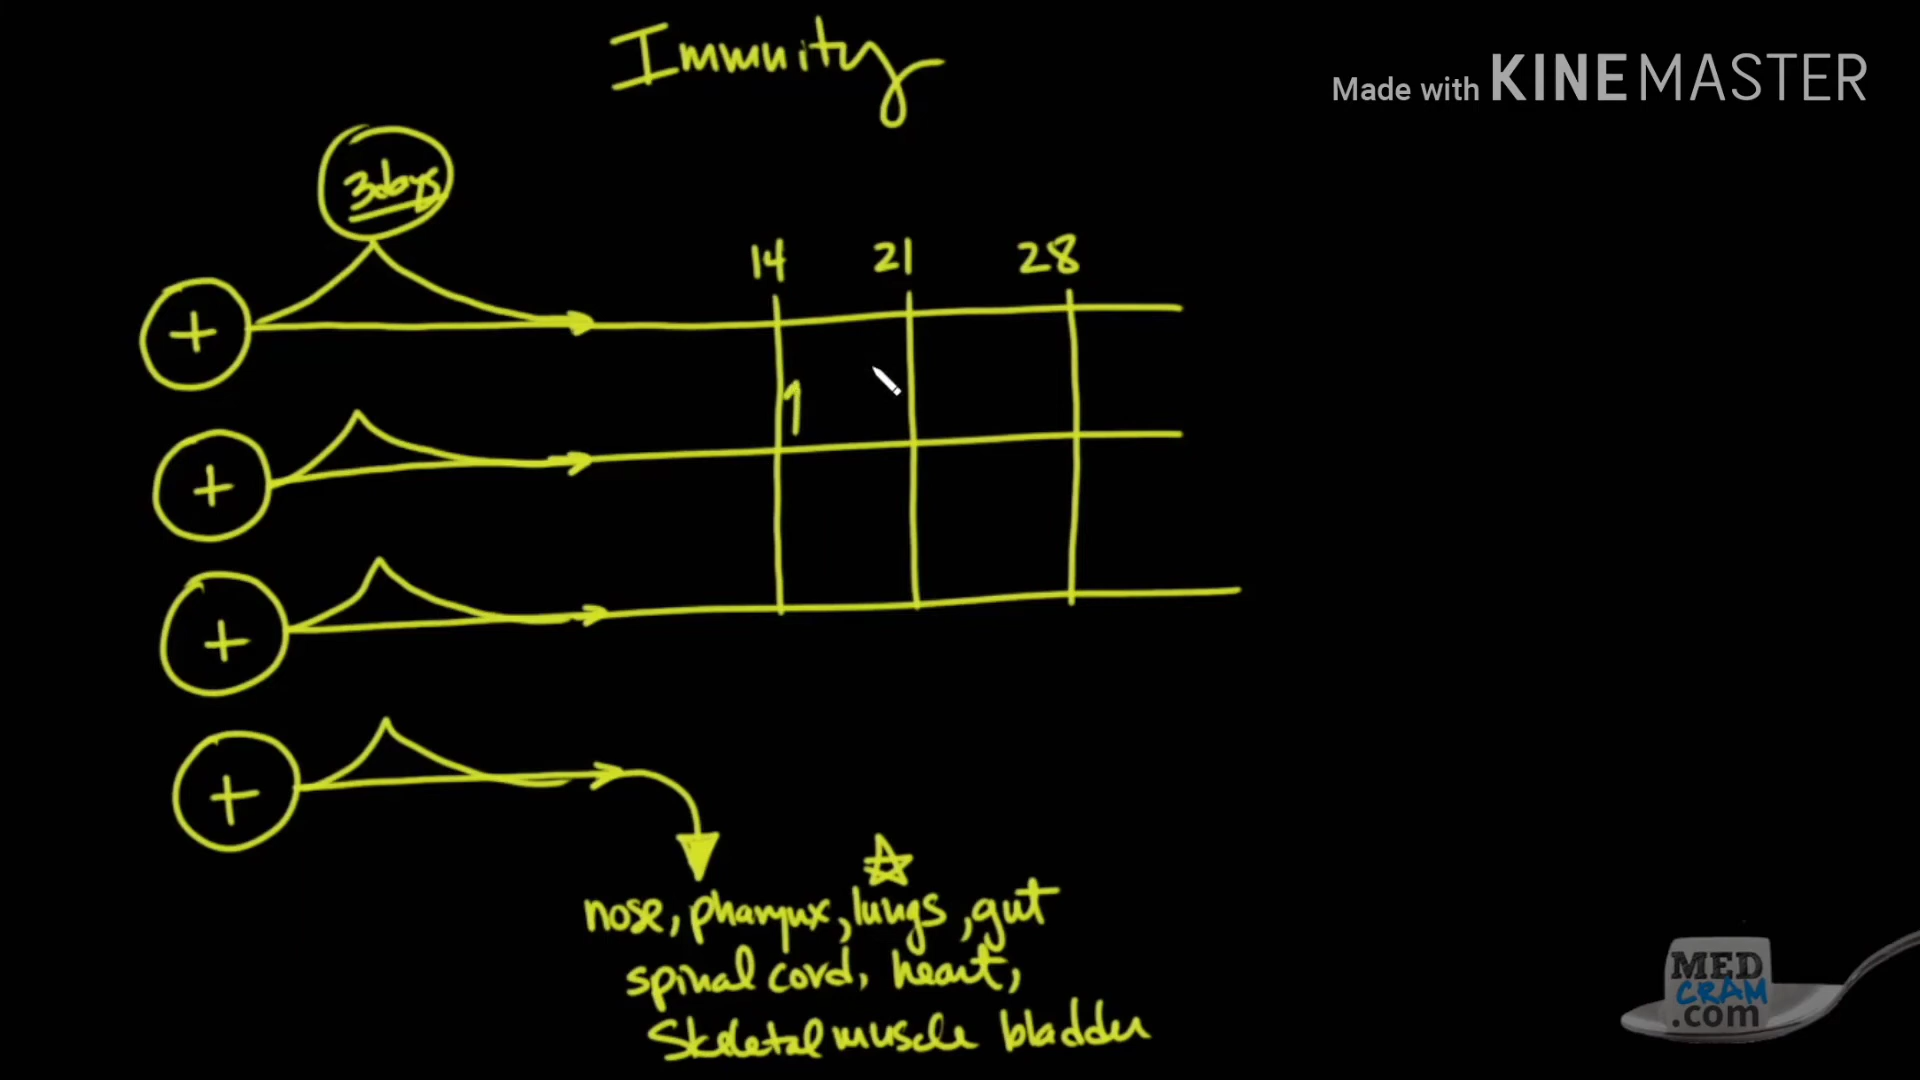 Immunity
Made with KINEMASTER
3days
14 21 28
+
1
+
+
+
nose, pharynx, lungs, gut
spinal cord, heart,
Skeletal muscle bladder
MED
CRAM
.com